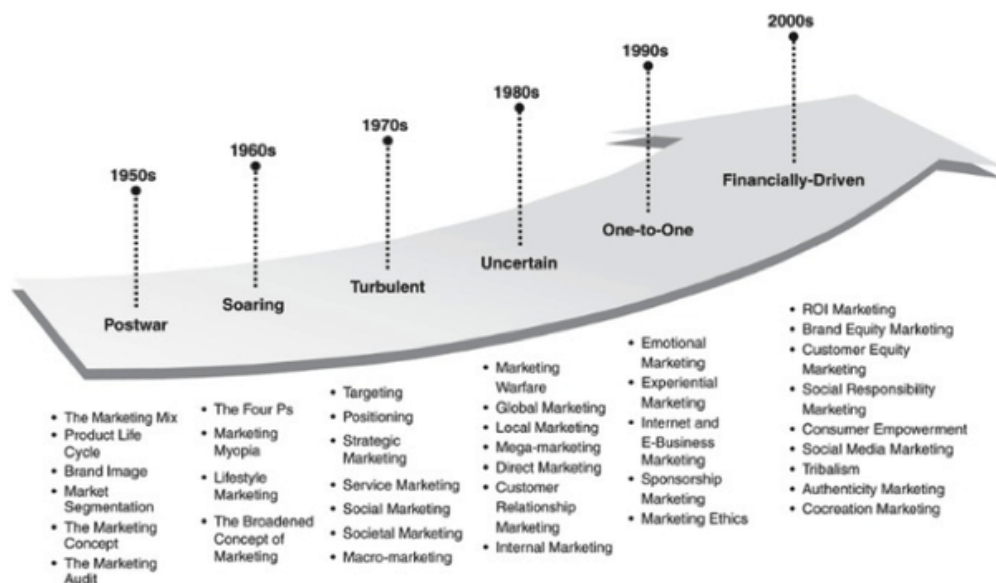 1950s
Postwar
• The Marketing Mix
• Product Life
Cycle
• Brand Image
• Market
Segmentation
• The Marketing
Concept
• The Marketing
Audit
1960s
Soaring
• The Four Ps
• Marketing
Myopia
• Lifestyle
Marketing
• The Broadened
Concept of
Marketing
1970s
Turbulent
• Targeting
• Positioning
• Strategic
Marketing
• Service Marketing
• Social Marketing
• Societal Marketing
• Macro-marketing
1980s
Uncertain
• Marketing
Warfare
• Global Marketing
• Local Marketing
• Mega-marketing
• Direct Marketing
• Customer
Relationship
Marketing
• Internal Marketing
1990s
One-to-One
• Emotional
Marketing
• Experiential
Marketing
• Internet and
E-Business
Marketing
• Sponsorship
Marketing
• Marketing Ethics
2000s
Financially-Driven
• ROI Marketing
• Brand Equity Marketing
• Customer Equity
Marketing
• Social Responsibility
Marketing
• Consumer Empowerment
• Social Media Marketing
• Tribalism
• Authenticity Marketing
• Cocreation Marketing